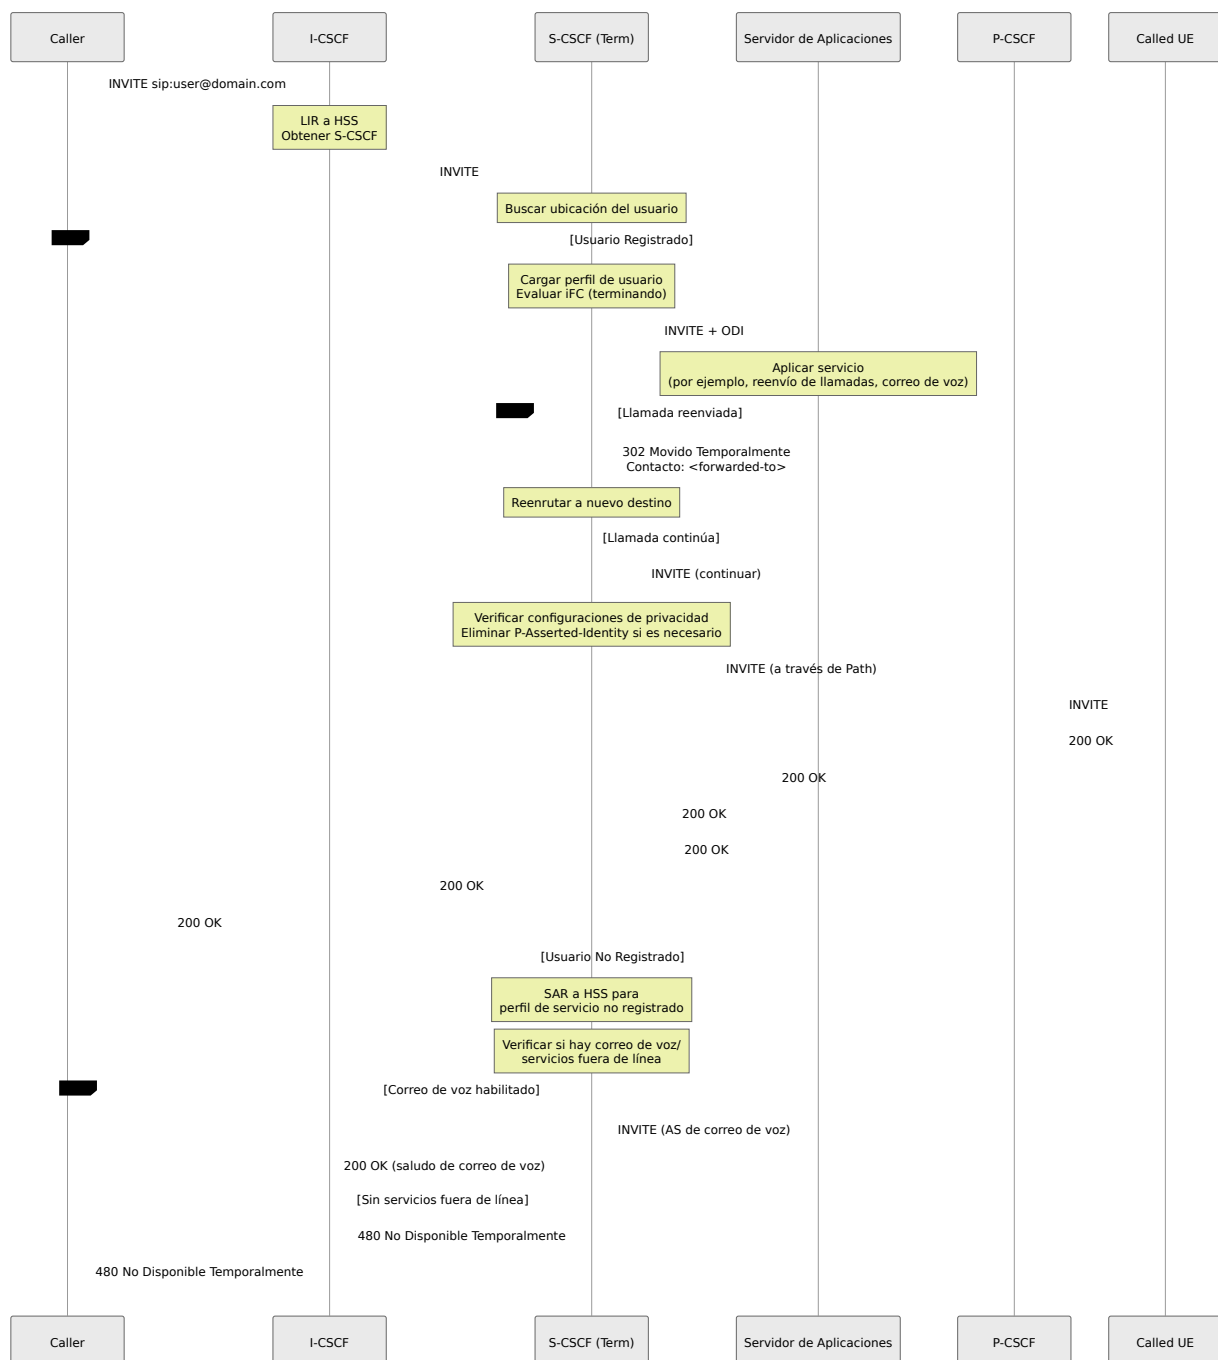 Caller
I-CSCF
S-CSCF (Term)
Servidor de Aplicaciones
P-CSCF
Called UE
INVITE sip:user@domain.com
LIR a HSS
Obtener S-CSCF
INVITE
Buscar ubicación del usuario
[Usuario Registrado]
Cargar perfil de usuario
Evaluar iFC (terminando)
INVITE + ODI
Aplicar servicio
(por ejemplo, reenvío de llamadas, correo de voz)
[Llamada reenviada]
302 Movido Temporalmente
Contacto: <forwarded-to>
Reenrutar a nuevo destino
[Llamada continúa]
INVITE (continuar)
Verificar configuraciones de privacidad
Eliminar P-Asserted-Identity si es necesario
INVITE (a través de Path)
INVITE
200 OK
200 OK
200 OK
200 OK
200 OK
200 OK
[Usuario No Registrado]
SAR a HSS para
perfil de servicio no registrado
Verificar si hay correo de voz/
servicios fuera de línea
[Correo de voz habilitado]
INVITE (AS de correo de voz)
200 OK (saludo de correo de voz)
[Sin servicios fuera de línea]
480 No Disponible Temporalmente
480 No Disponible Temporalmente
Caller
I-CSCF
S-CSCF (Term)
Servidor de Aplicaciones
P-CSCF
Called UE